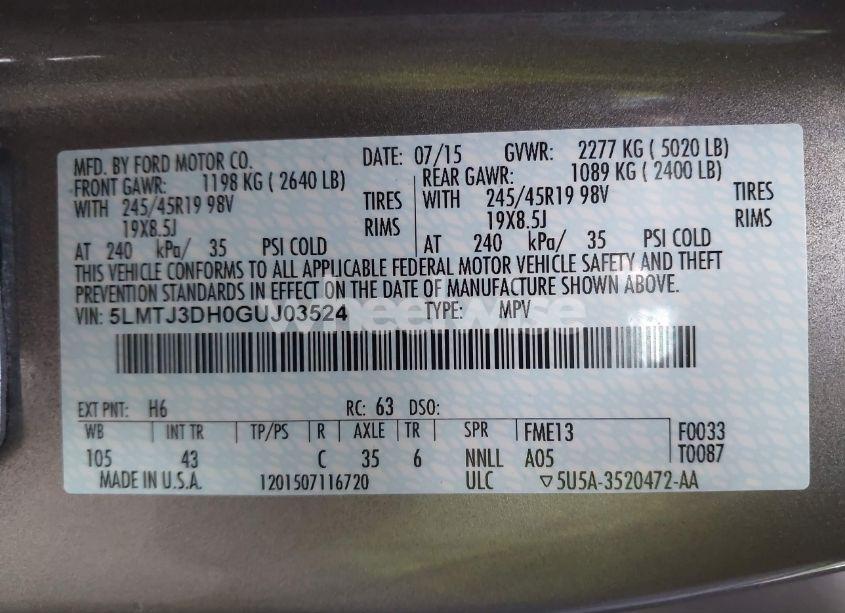 MFD. BY FORD MOTOR CO. DATE: 07/15 GVWR: 2277 KG ( 5020 LB)
FRONT GAWR: 1198 KG ( 2640 LB) REAR GAWR: 1089 KG ( 2400 LB)
WITH 245/45R19 98V TIRES WITH 245/45R19 98V TIRES
19X8.5J RIMS 19X8.5J RIMS
AT 240 kPa/ 35 PSI COLD AT 240 kPa/ 35 PSI COLD
THIS VEHICLE CONFORMS TO ALL APPLICABLE FEDERAL MOTOR VEHICLE SAFETY AND THEFT
PREVENTION STANDARDS IN EFFECT ON THE DATE OF MANUFACTURE SHOWN ABOVE.
VIN: 5LMTJ3DH0GUJ03524 TYPE: MPV
wheelwise
EXT PNT: H6 RC: 63 DSO:
WB INT TR TP/PS R AXLE TR SPR FME13 F0033
105 43 C 35 6 NNLL A05 T0087
MADE IN U.S.A. 1201507116720 ULC ▽5U5A-3520472-AA